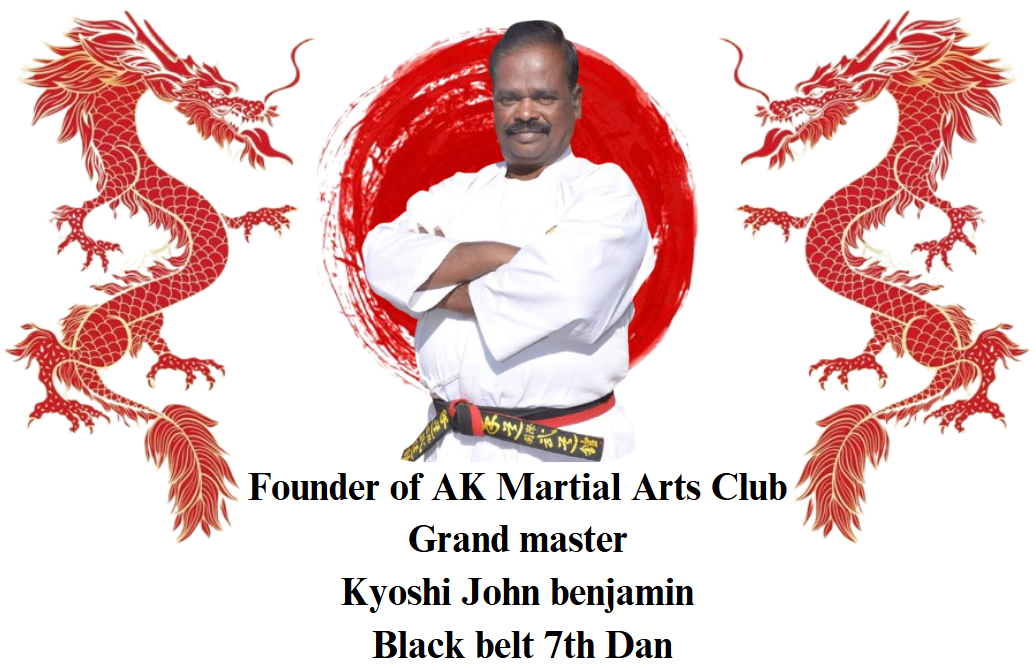 Founder of AK Martial Arts Club
Grand master
Kyoshi John benjamin
Black belt 7th Dan